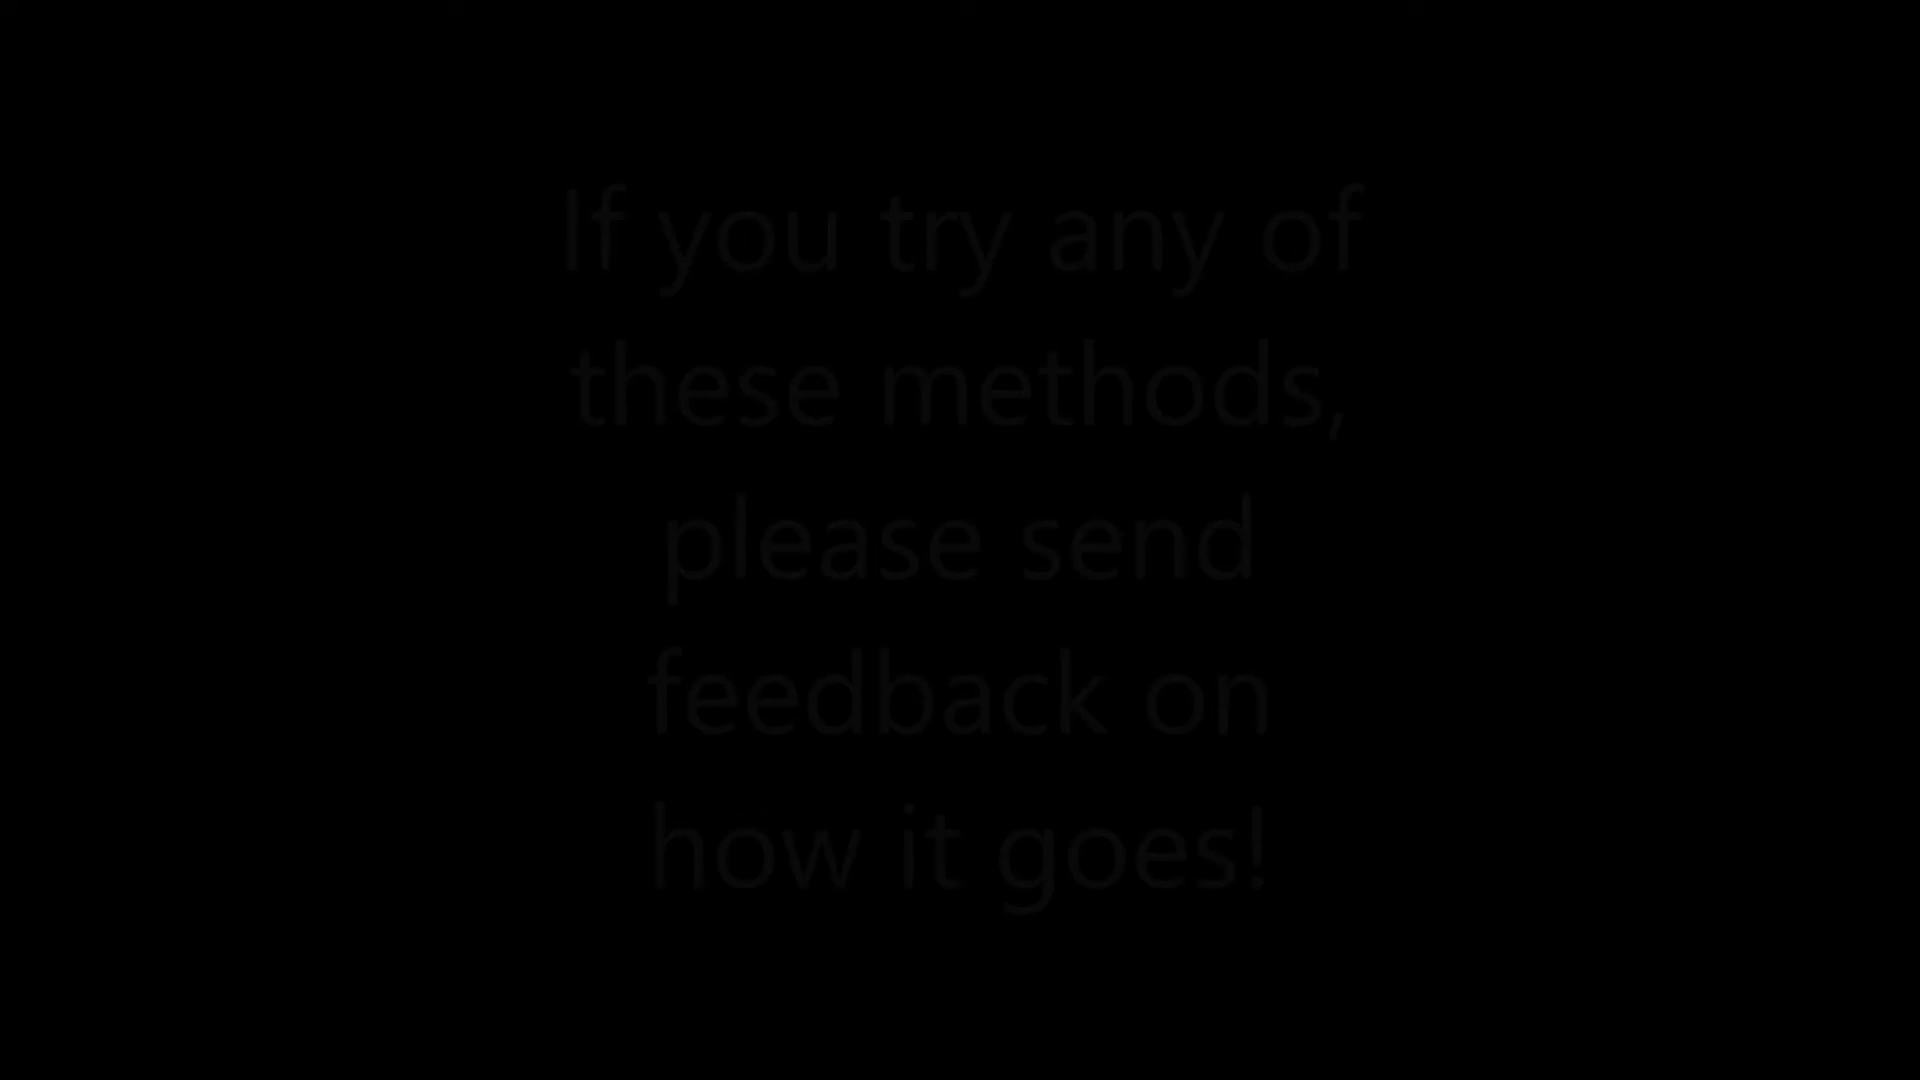 If you try any of
these methods,
please send
feedback on
how it goes!